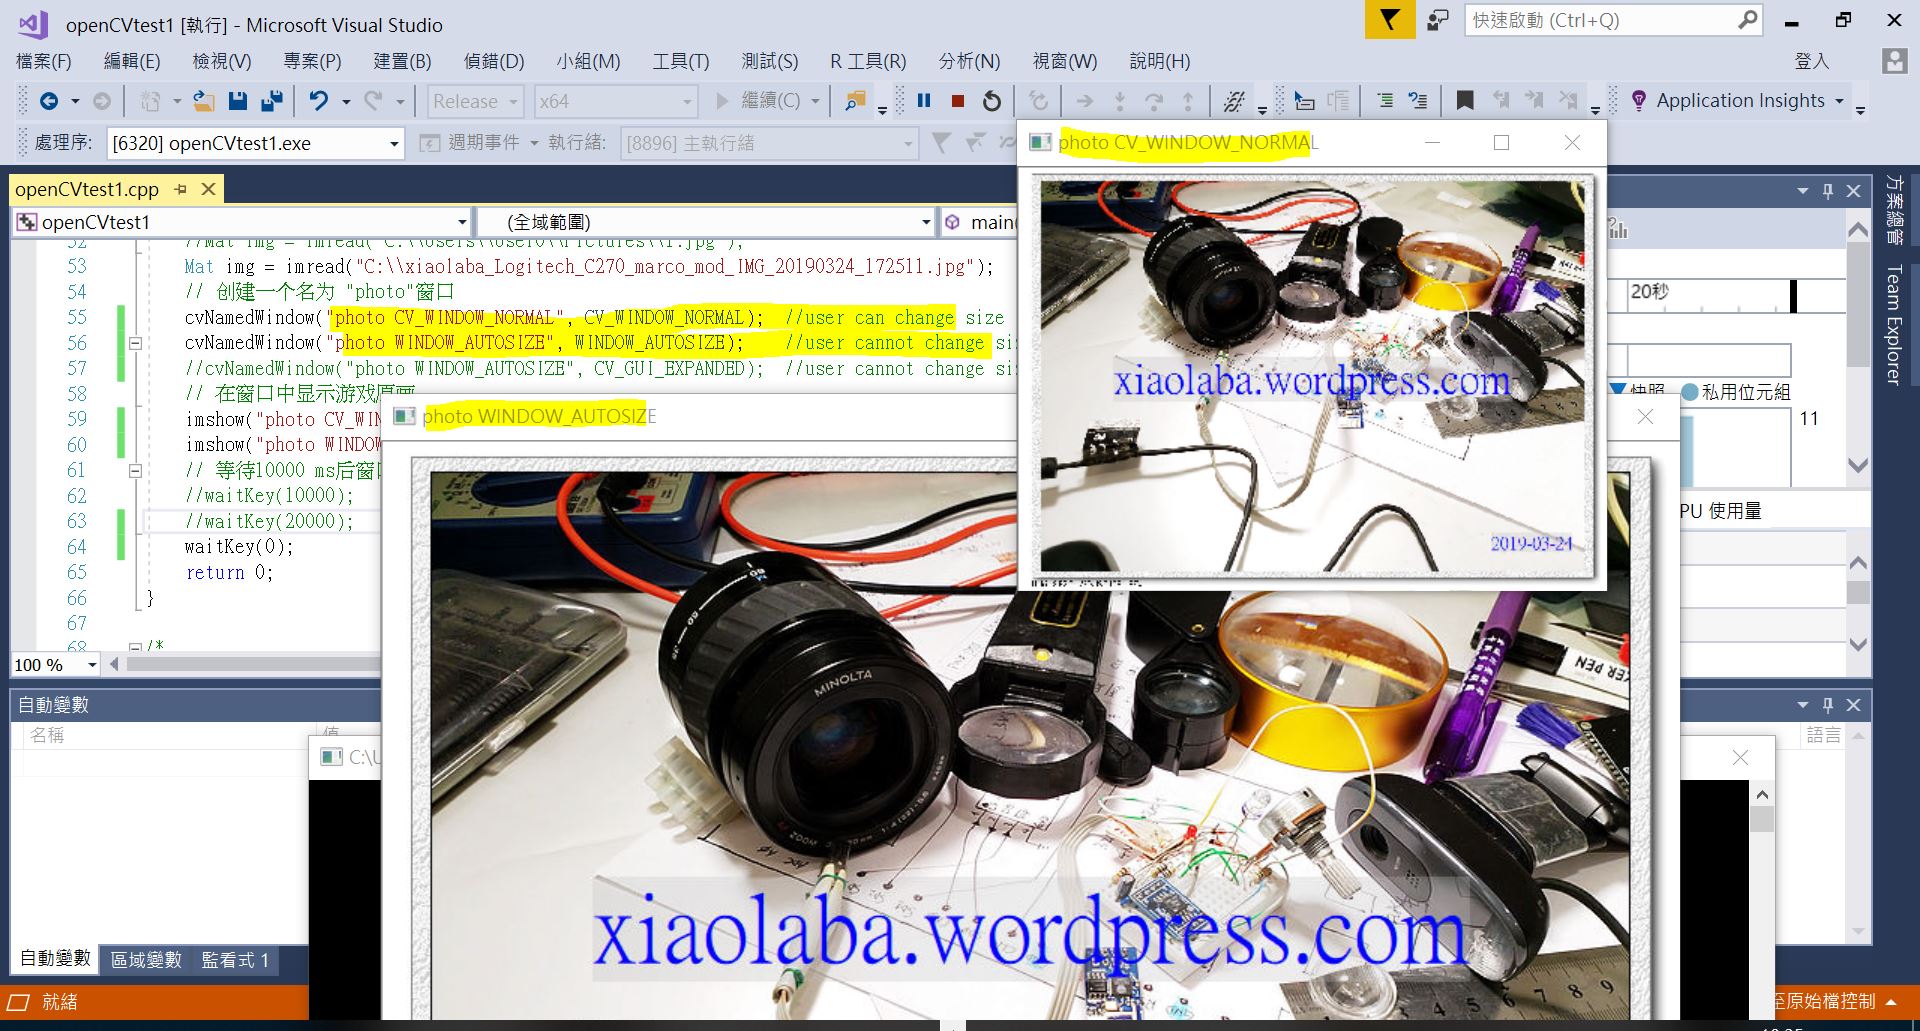 openCVtest1 [執行] - Microsoft Visual Studio
快速啟動 (Ctrl+Q)
檔案(F) 編輯(E) 檢視(V) 專案(P) 建置(B) 偵錯(D) 小組(M) 工具(T) 測試(S) R 工具(R) 分析(N) 視窗(W) 說明(H) 登入
Release x64 繼續(C) Application Insights
處理序: [6320] openCVtest1.exe 週期事件 執行緒: [8896] 主執行緒
openCVtest1.cpp
openCVtest1 (全域範圍) main(
53 Mat img = imread("C:\\xiaolaba_Logitech_C270_marco_mod_IMG_20190324_172511.jpg");
54 // 创建一个名为 "photo"窗口
55 cvNamedWindow("photo CV_WINDOW_NORMAL", CV_WINDOW_NORMAL); //user can change size
56 cvNamedWindow("photo WINDOW_AUTOSIZE", WINDOW_AUTOSIZE); //user cannot change si
57 //cvNamedWindow("photo WINDOW_AUTOSIZE", CV_GUI_EXPANDED); //user cannot change si
58 // 在窗口中显示游戏原画
59 imshow("photo CV_WIN
60 imshow("photo WINDOW
61 // 等待10000 ms后窗口
62 //waitKey(10000);
63 //waitKey(20000);
64 waitKey(0);
65 return 0;
66 }
67
68 /*
100 %
photo CV_WINDOW_NORMAL
xiaolaba.wordpress.com
2019-03-24
photo WINDOW_AUTOSIZE
MINOLTA
xiaolaba.wordpress.com
方案總管
Team Explorer
20秒
快照 私用位元組
11
PU 使用量
自動變數
名稱 值
語言
C:\U
自動變數 區域變數 監看式 1
就緒
至原始檔控制